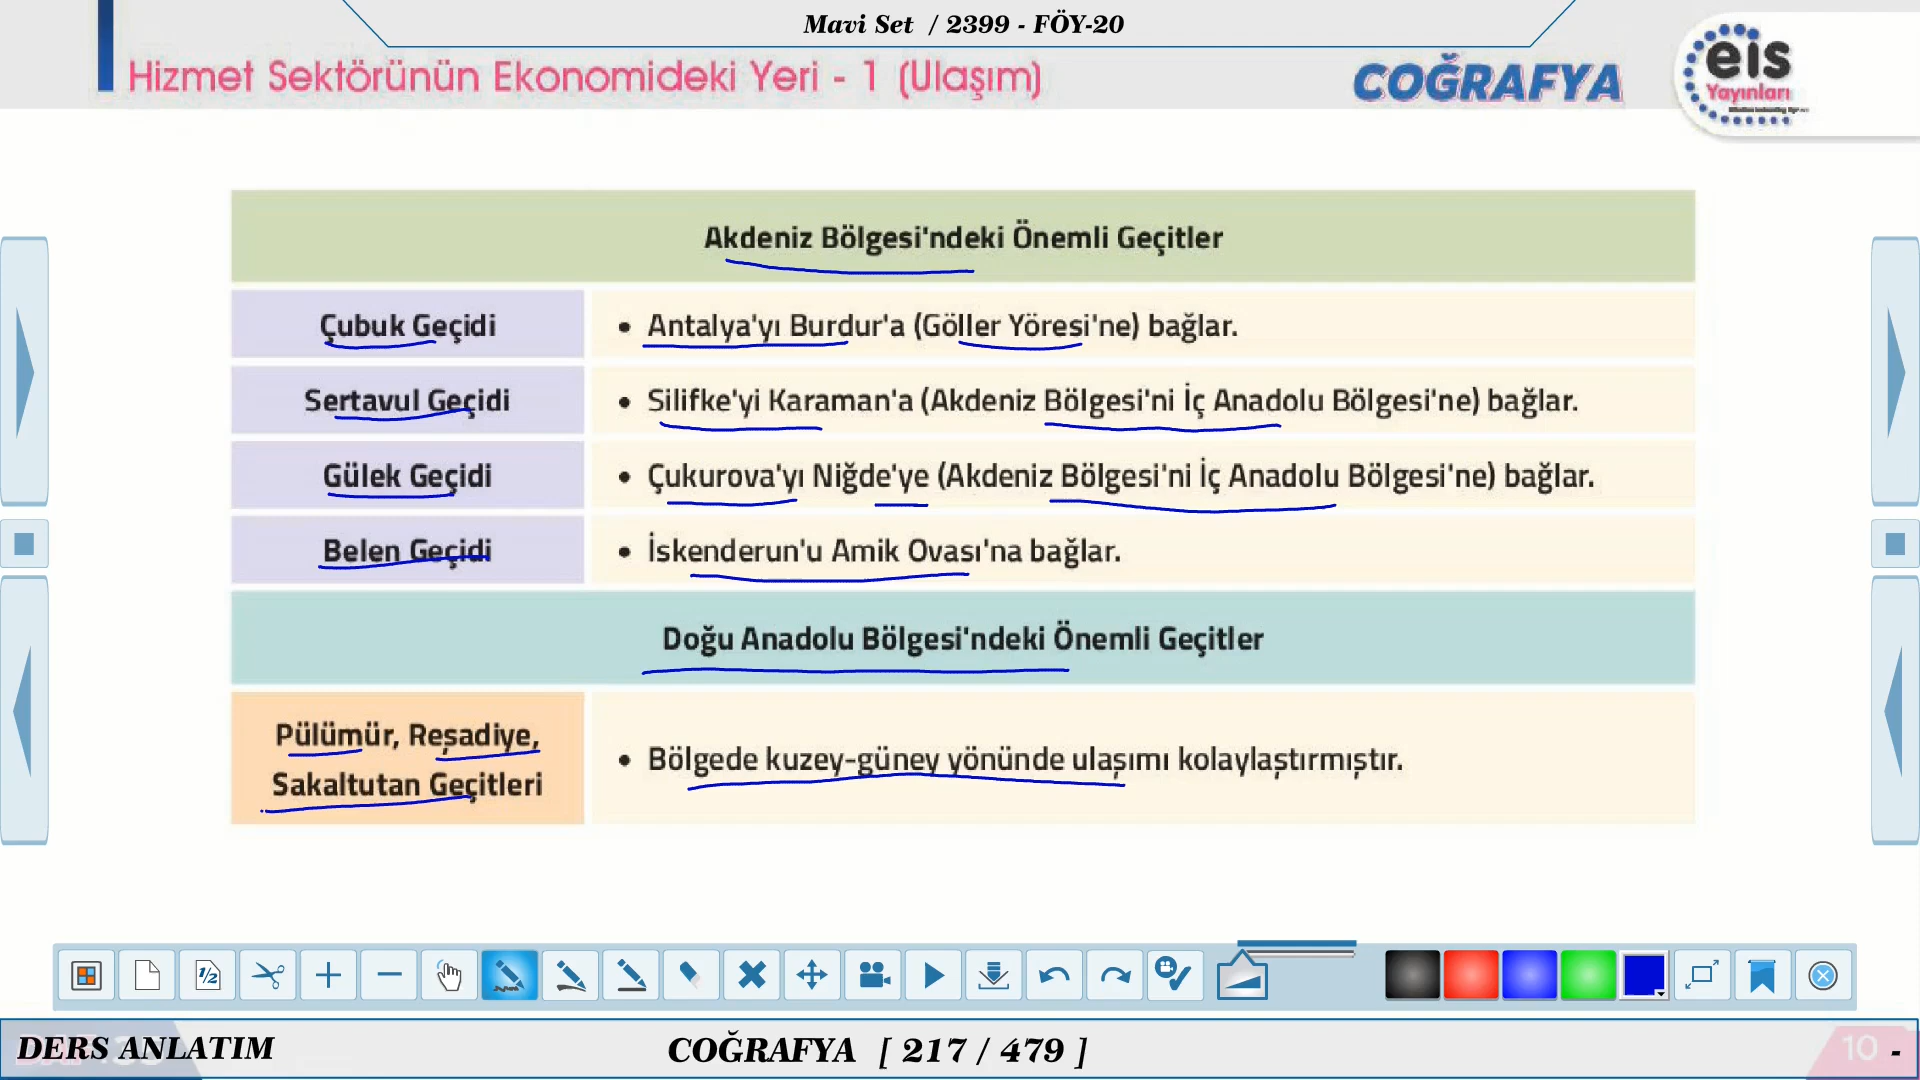 Mavi Set / 2399 - FÖY-20
Hizmet Sektörünün Ekonomideki Yeri - 1 (Ulaşım)
COĞRAFYA
eis
Yayınları
Akdeniz Bölgesi'ndeki Önemli Geçitler
Çubuk Geçidi
• Antalya'yı Burdur'a (Göller Yöresi'ne) bağlar.
Sertavul Geçidi
• Silifke'yi Karaman'a (Akdeniz Bölgesi'ni İç Anadolu Bölgesi'ne) bağlar.
Gülek Geçidi
• Çukurova'yı Niğde'ye (Akdeniz Bölgesi'ni İç Anadolu Bölgesi'ne) bağlar.
Belen Geçidi
• İskenderun'u Amik Ovası'na bağlar.
Doğu Anadolu Bölgesi'ndeki Önemli Geçitler
Pülümür, Reşadiye,
Sakaltutan Geçitleri
• Bölgede kuzey-güney yönünde ulaşımı kolaylaştırmıştır.
1/2
DERS ANLATIM
COĞRAFYA [ 217 / 479 ]
10 -